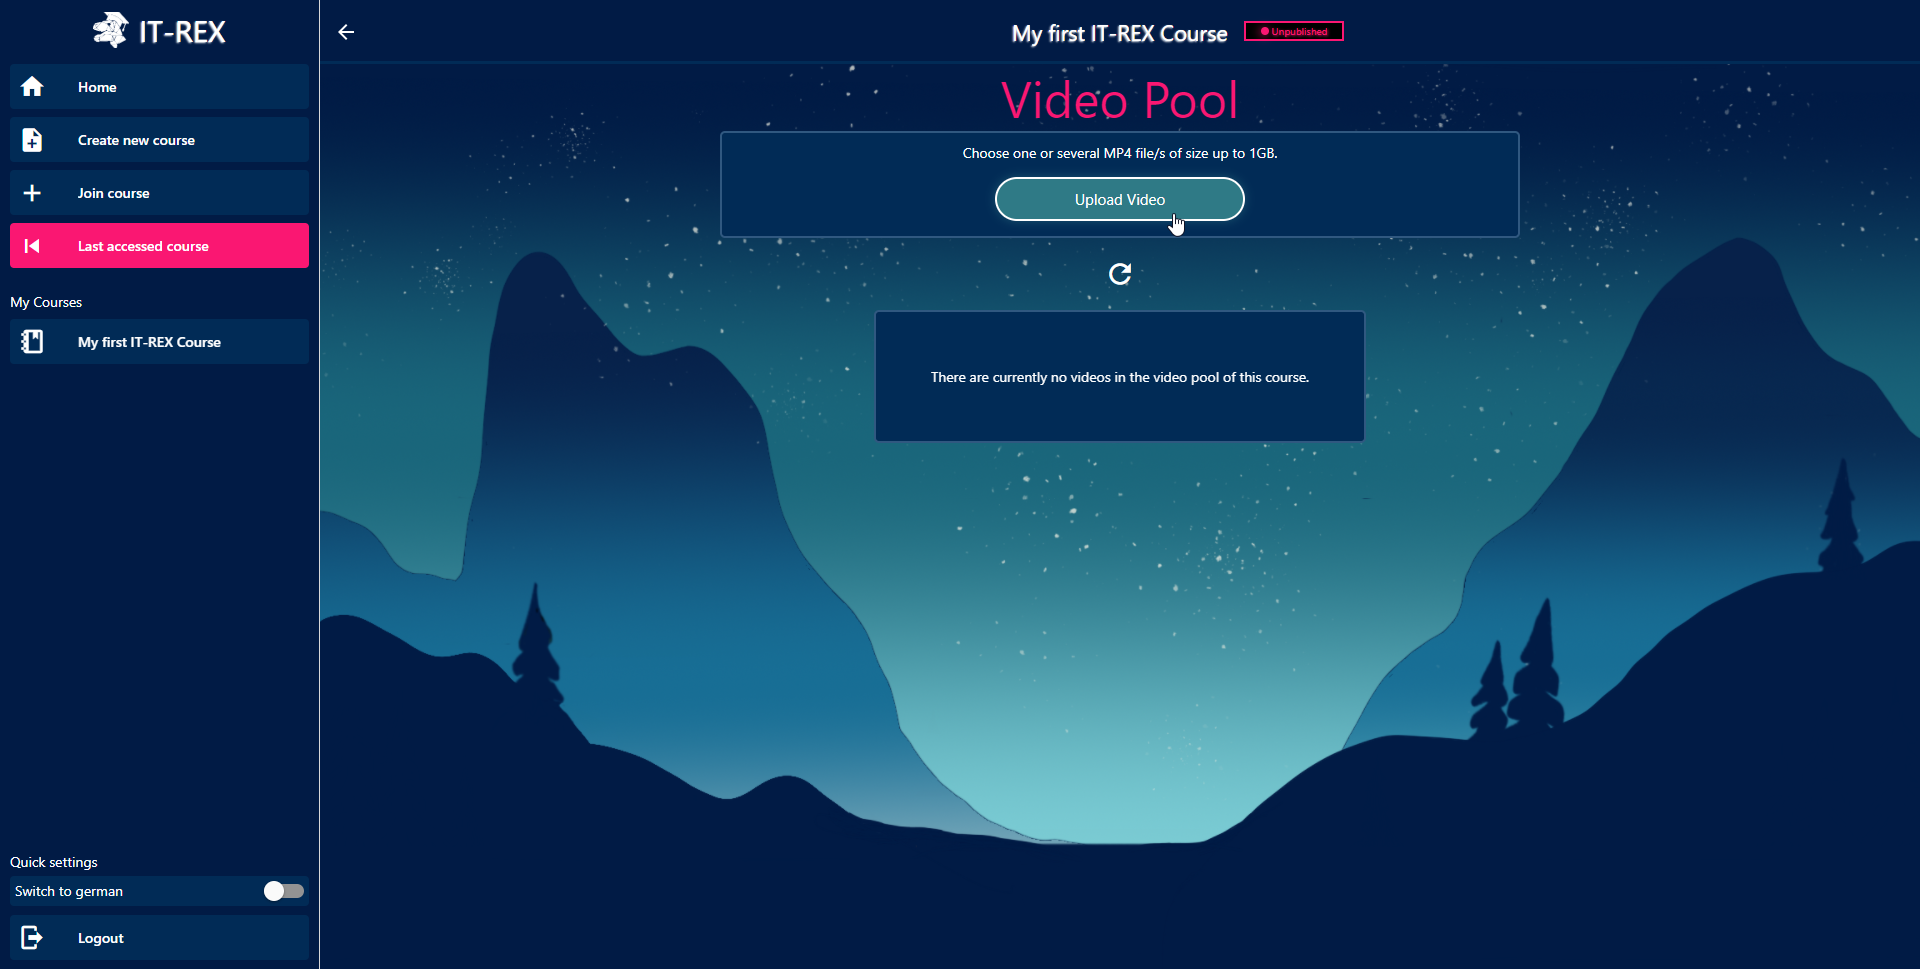 IT-REX
Home
Create new course
Join course
Last accessed course
My Courses
My first IT-REX Course
Quick settings
Switch to german
Logout
My first IT-REX Course
Unpublished
Video Pool
Choose one or several MP4 file/s of size up to 1GB.
Upload Video
There are currently no videos in the video pool of this course.